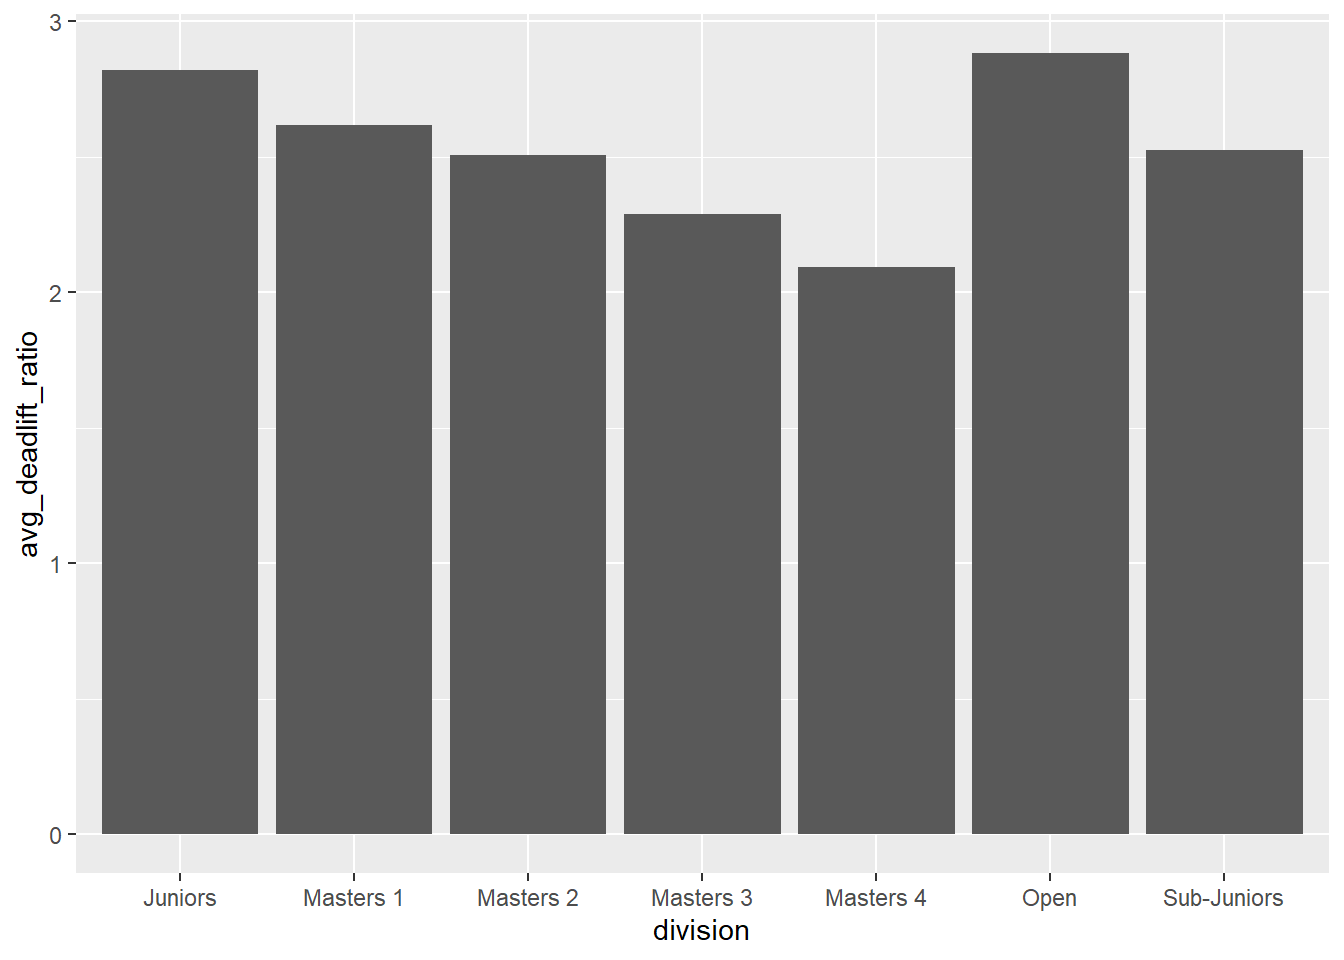 avg_deadlift_ratio
3
2
1
0
Juniors
Masters 1
Masters 2
Masters 3
Masters 4
Open
Sub-Juniors
division